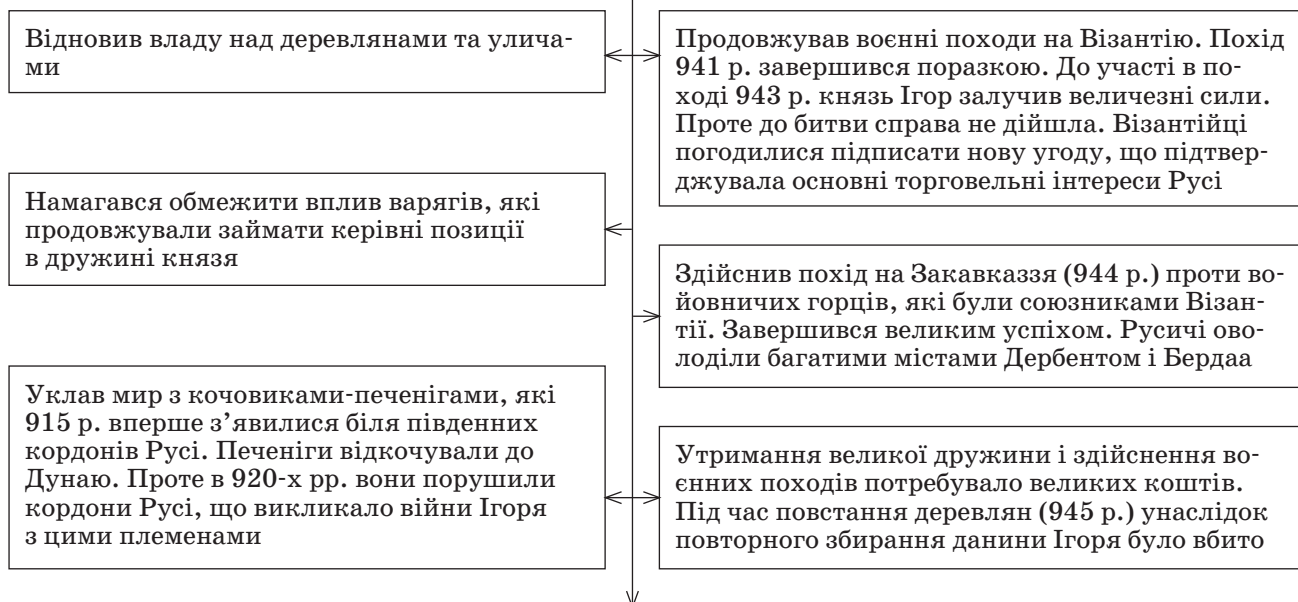 Відновив владу над деревлянами та улича-
ми
Продовжував воєнні походи на Візантію. Похід
941 р. завершився поразкою. До участі в по-
ході 943 р. князь Ігор залучив величезні сили.
Проте до битви справа не дійшла. Візантійці
погодилися підписати нову угоду, що підтвер-
джувала основні торговельні інтереси Русі
Намагався обмежити вплив варягів, які
продовжували займати керівні позиції
в дружині князя
Здійснив похід на Закавказзя (944 р.) проти во-
йовничих горців, які були союзниками Візан-
тії. Завершився великим успіхом. Русичі ово-
лоділи багатими містами Дербентом і Бердаа
Уклав мир з кочовиками-печенігами, які
915 р. вперше з’явилися біля південних
кордонів Русі. Печеніги відкочували до
Дунаю. Проте в 920-х рр. вони порушили
кордони Русі, що викликало війни Ігоря
з цими племенами
Утримання великої дружини і здійснення во-
єнних походів потребувало великих коштів.
Під час повстання деревлян (945 р.) унаслідок
повторного збирання данини Ігоря було вбито